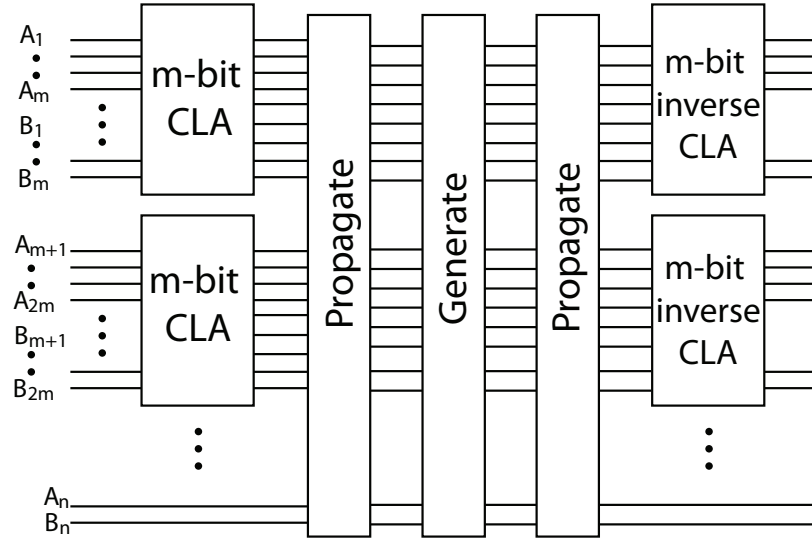 A1
Am
B1
Bm
m-bit
CLA
Am+1
A2m
Bm+1
B2m
m-bit
CLA
An
Bn
Propagate
Generate
Propagate
m-bit
inverse
CLA
m-bit
inverse
CLA